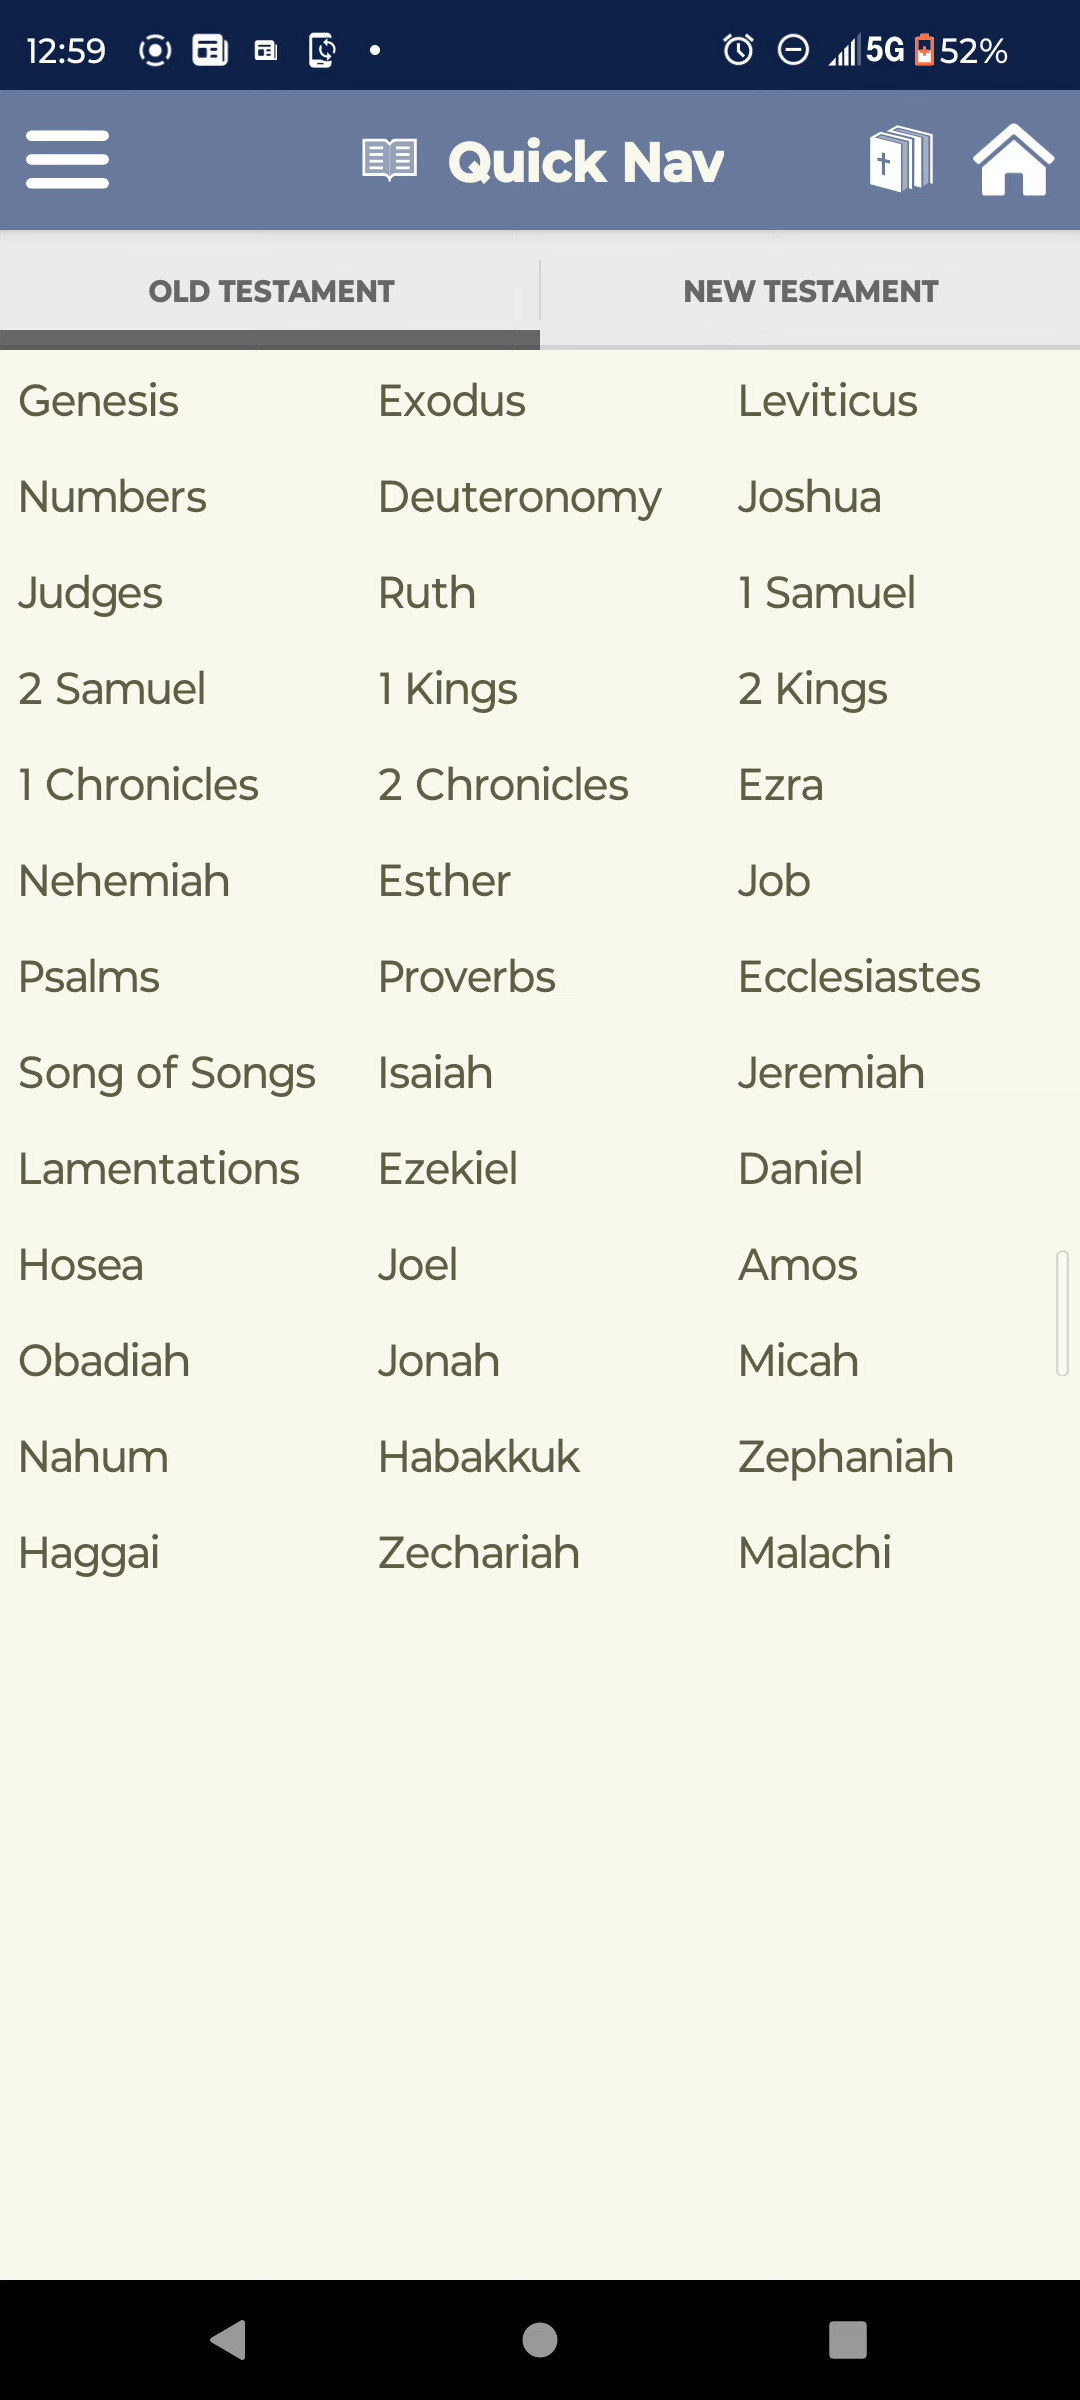 12:59 5G 52%
Quick Nav
OLD TESTAMENT NEW TESTAMENT
Genesis Exodus Leviticus
Numbers Deuteronomy Joshua
Judges Ruth 1 Samuel
2 Samuel 1 Kings 2 Kings
1 Chronicles 2 Chronicles Ezra
Nehemiah Esther Job
Psalms Proverbs Ecclesiastes
Song of Songs Isaiah Jeremiah
Lamentations Ezekiel Daniel
Hosea Joel Amos
Obadiah Jonah Micah
Nahum Habakkuk Zephaniah
Haggai Zechariah Malachi